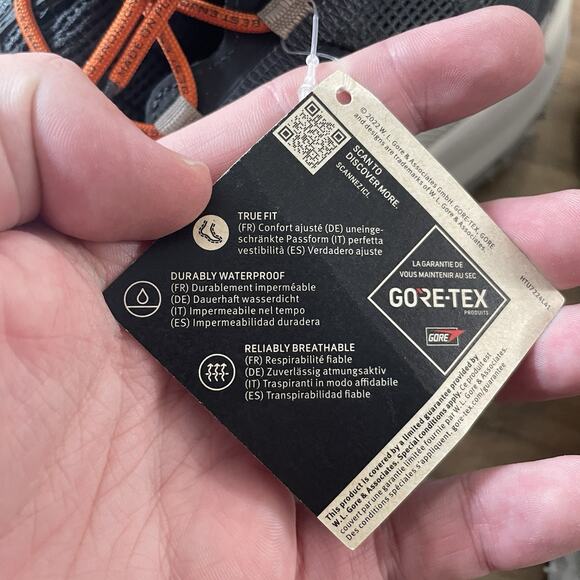 SCAN TO
DISCOVER MORE.
SCANNEZ ICI.
© 2022 W. L. Gore & Associates GmbH. GORE-TEX, GORE
and designs are trademarks of W. L. Gore & Associates.
TRUE FIT
(FR) Confort ajusté (DE) uneinge-
schränkte Passform (IT) perfetta
vestibilità (ES) Verdadero ajuste
DURABLY WATERPROOF
(FR) Durablement imperméable
(DE) Dauerhaft wasserdicht
(IT) Impermeabile nel tempo
(ES) Impermeabilidad duradera
RELIABLY BREATHABLE
(FR) Respirabilité fiable
(DE) Zuverlässig atmungsaktiv
(IT) Traspiranti in modo affidabile
(ES) Transpirabilidad fiable
LA GARANTIE DE
VOUS MAINTENIR AU SEC
GORE-TEX
PRODUITS
GORE
HTU7224L41
This product is covered by a limited guarantee provided by
W. L. Gore & Associates. Special conditions apply. Ce produit est
couvert par une garantie limitée fournie par W. L. Gore & Associates.
Des conditions spéciales s'appliquent. gore-tex.com/guarantee